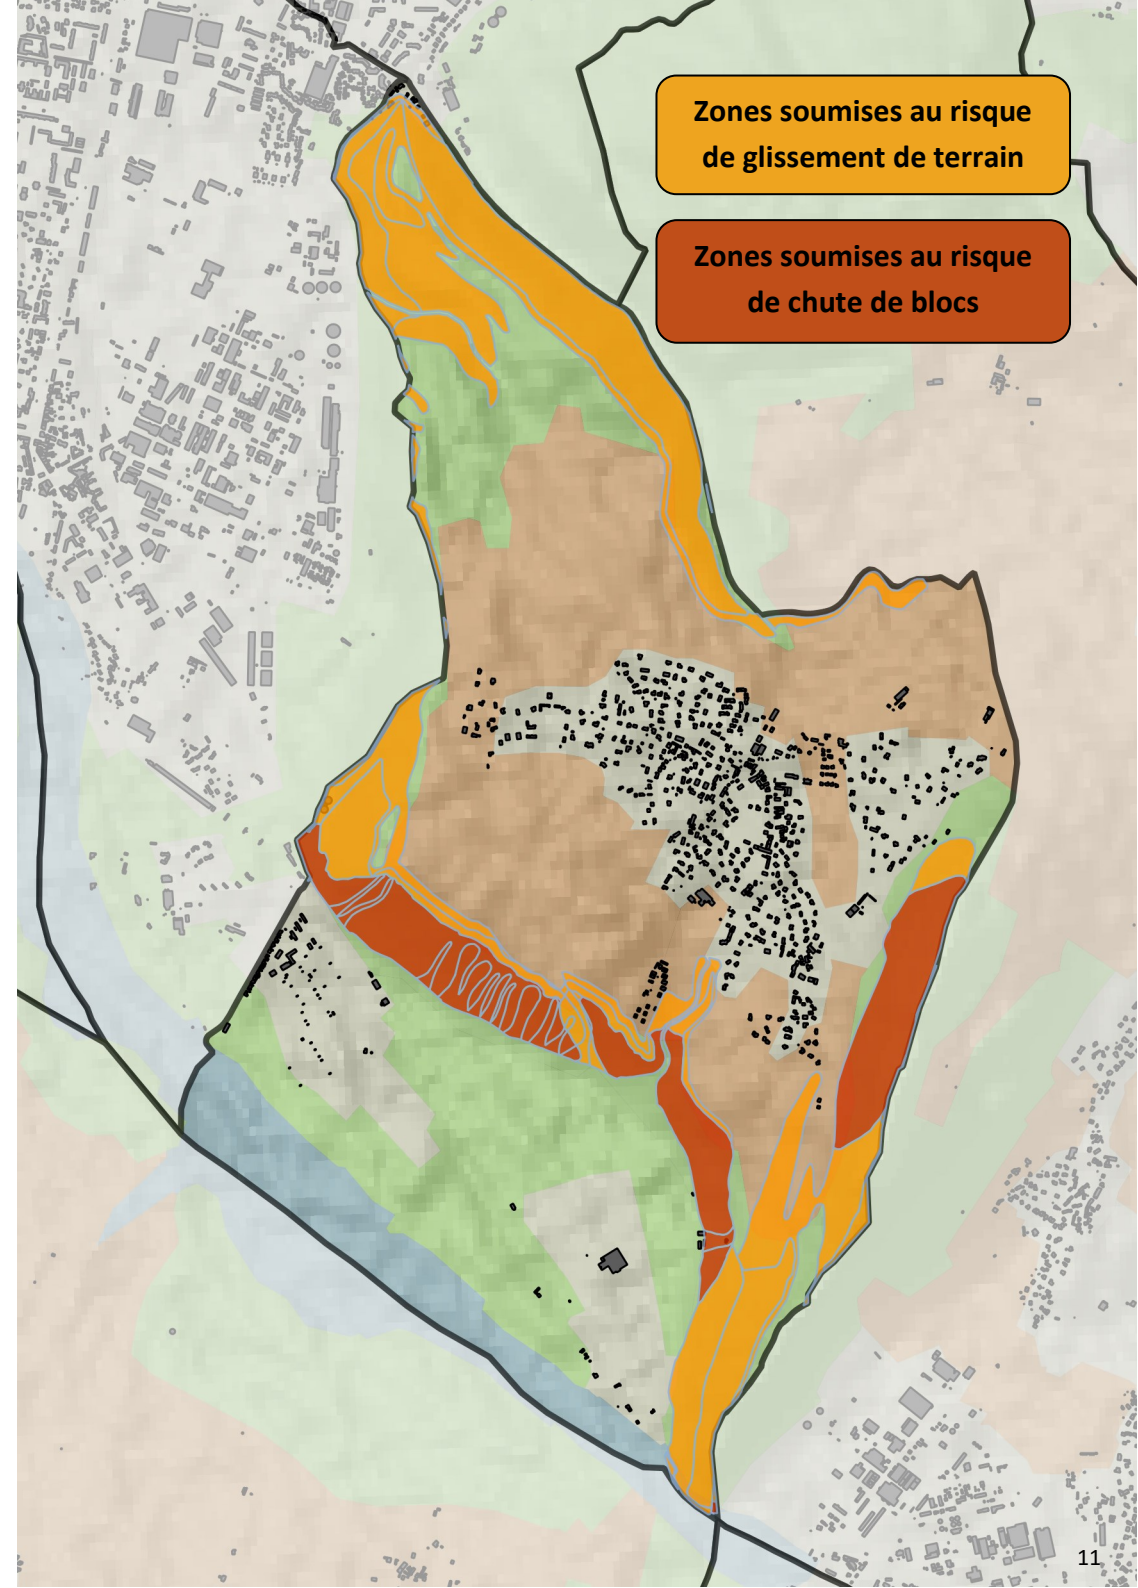 Zones soumises au risque
de glissement de terrain
Zones soumises au risque
de chute de blocs
11